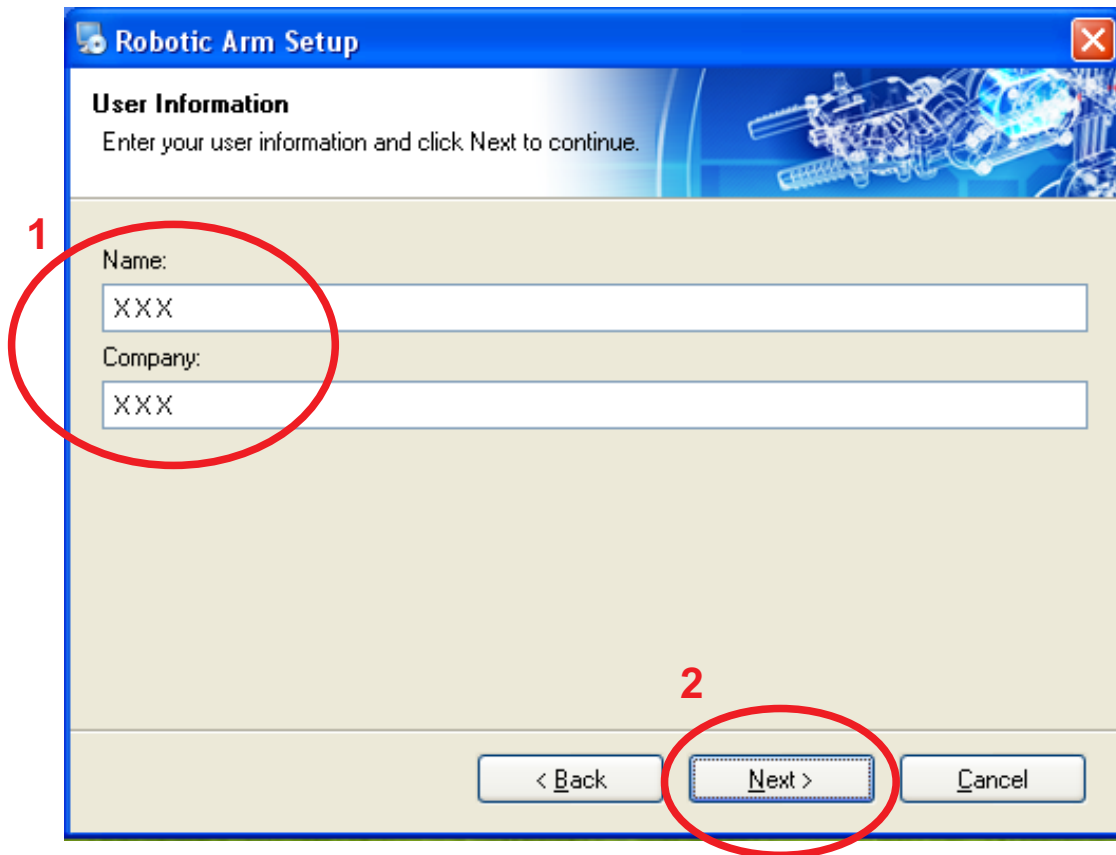 Robotic Arm Setup
User Information
Enter your user information and click Next to continue.
1
Name:
XXX
Company:
XXX
2
< Back Next > Cancel